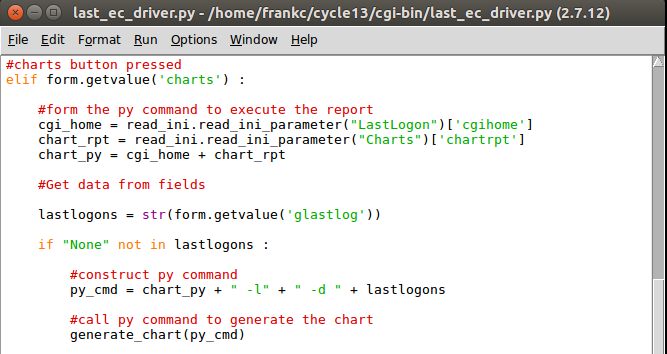 last_ec_driver.py - /home/frankc/cycle13/cgi-bin/last_ec_driver.py (2.7.12)
File Edit Format Run Options Window Help
#charts button pressed
elif form.getvalue('charts') :
    #form the py command to execute the report
    cgi_home = read_ini.read_ini_parameter("LastLogon")['cgihome']
    chart_rpt = read_ini.read_ini_parameter("Charts")['chartrpt']
    chart_py = cgi_home + chart_rpt
    #Get data from fields
    lastlogons = str(form.getvalue('glastlog'))
    if "None" not in lastlogons :
        #construct py command
        py_cmd = chart_py + " -l" + " -d " + lastlogons
        #call py command to generate the chart
        generate_chart(py_cmd)